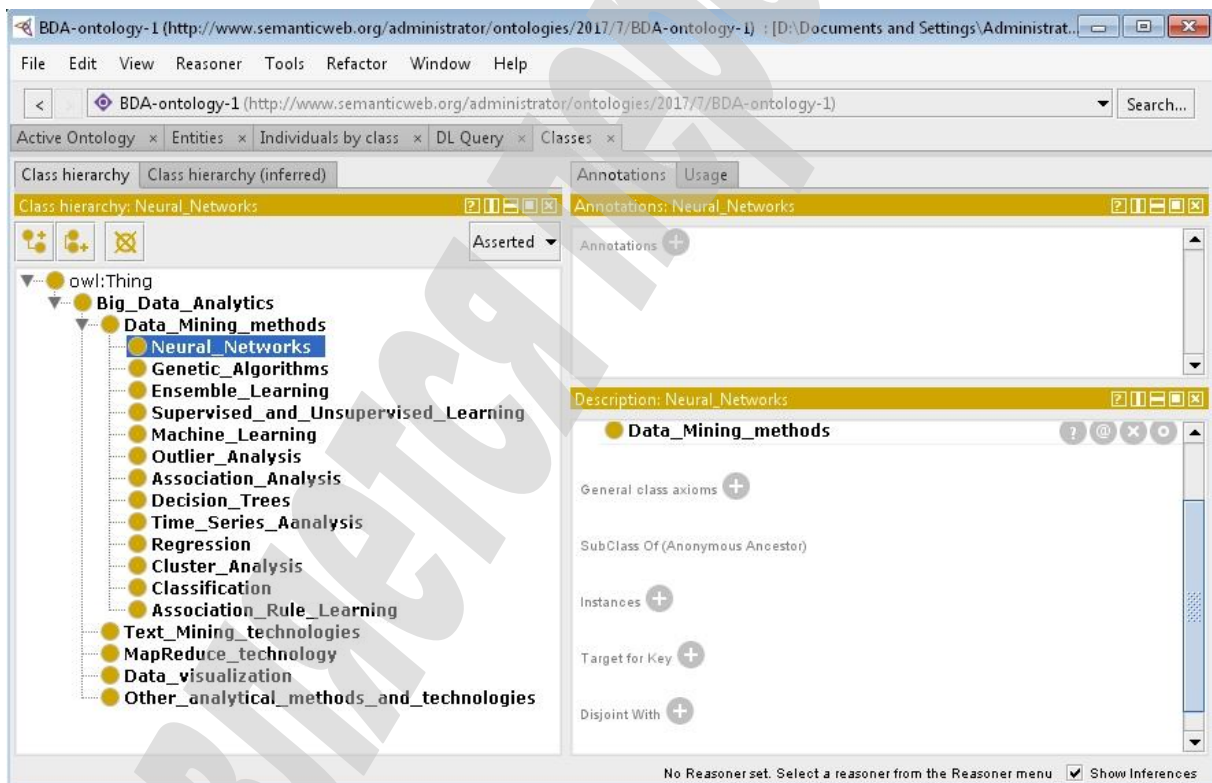 BDA-ontology-1 (http://www.semanticweb.org/administrator/ontologies/2017/7/BDA-ontology-1) : [D:\Documents and Settings\Administrat...
File Edit View Reasoner Tools Refactor Window Help
< > BDA-ontology-1 (http://www.semanticweb.org/administrator/ontologies/2017/7/BDA-ontology-1) Search...
Active Ontology × Entities × Individuals by class × DL Query × Classes ×
Class hierarchy Class hierarchy (inferred)
Class hierarchy: Neural_Networks
Asserted
owl:Thing
Big_Data_Analytics
Data_Mining_methods
Neural_Networks
Genetic_Algorithms
Ensemble_Learning
Supervised_and_Unsupervised_Learning
Machine_Learning
Outlier_Analysis
Association_Analysis
Decision_Trees
Time_Series_Aanalysis
Regression
Cluster_Analysis
Classification
Association_Rule_Learning
Text_Mining_technologies
MapReduce_technology
Data_visualization
Other_analytical_methods_and_technologies
Annotations Usage
Annotations: Neural_Networks
Annotations
Description: Neural_Networks
Data_Mining_methods
General class axioms
SubClass Of (Anonymous Ancestor)
Instances
Target for Key
Disjoint With
No Reasoner set. Select a reasoner from the Reasoner menu Show Inferences